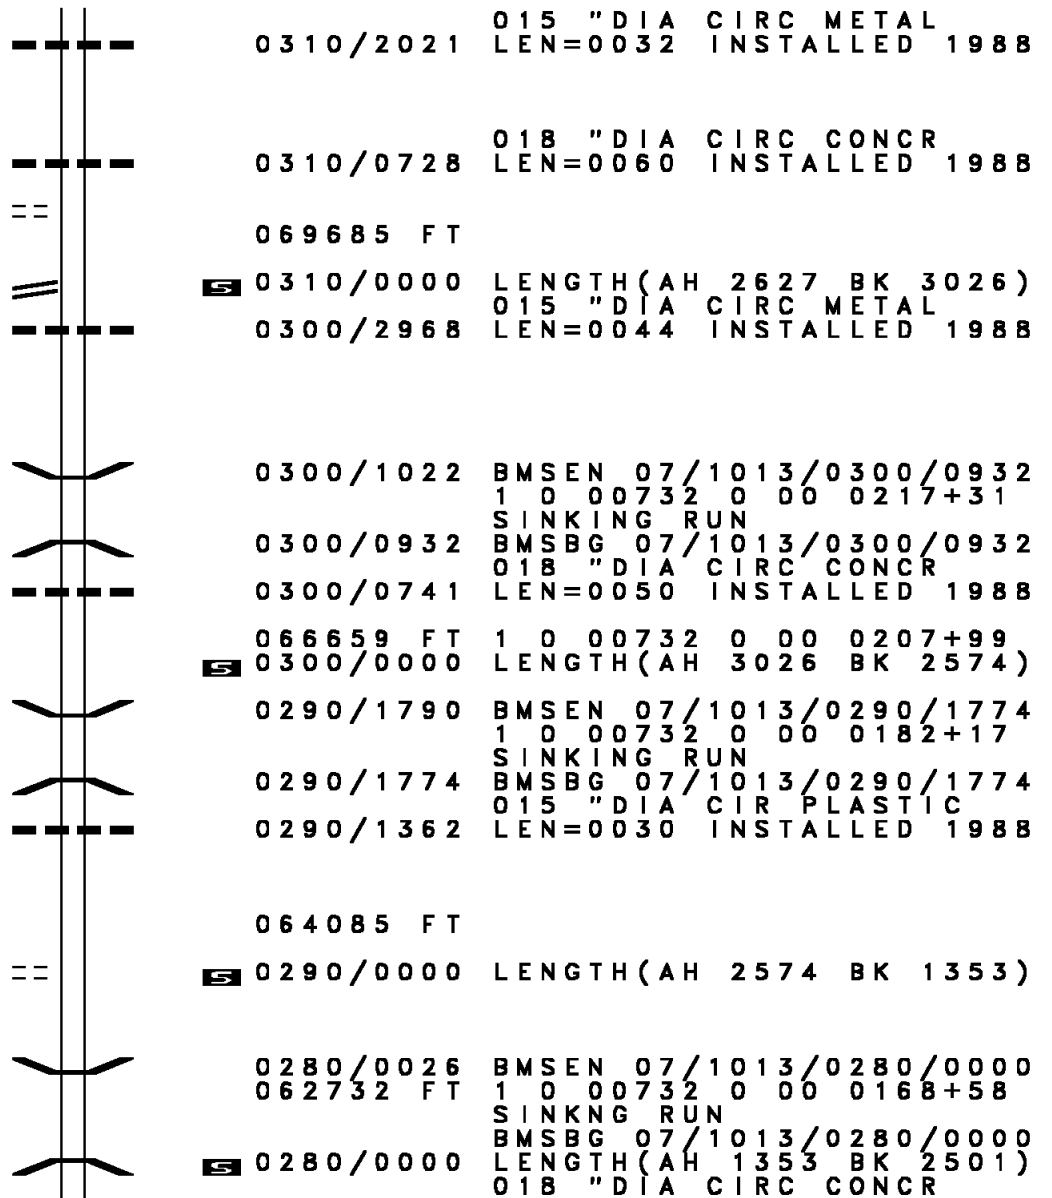 015 "DIA CIRC METAL
0310/2021 LEN=0032 INSTALLED 1988
018 "DIA CIRC CONCR
0310/0728 LEN=0060 INSTALLED 1988
069685 FT
S 0310/0000 LENGTH(AH 2627 BK 3026)
015 "DIA CIRC METAL
0300/2968 LEN=0044 INSTALLED 1988
0300/1022 BMSEN 07/1013/0300/0932
1 0 00732 0 00 0217+31
SINKING RUN
0300/0932 BMSBG 07/1013/0300/0932
018 "DIA CIRC CONCR
0300/0741 LEN=0050 INSTALLED 1988
066659 FT 1 0 00732 0 00 0207+99
S 0300/0000 LENGTH(AH 3026 BK 2574)
0290/1790 BMSEN 07/1013/0290/1774
1 0 00732 0 00 0182+17
SINKING RUN
0290/1774 BMSBG 07/1013/0290/1774
015 "DIA CIR PLASTIC
0290/1362 LEN=0030 INSTALLED 1988
064085 FT
S 0290/0000 LENGTH(AH 2574 BK 1353)
0280/0026 BMSEN 07/1013/0280/0000
062732 FT 1 0 00732 0 00 0168+58
SINKNG RUN
BMSBG 07/1013/0280/0000
S 0280/0000 LENGTH(AH 1353 BK 2501)
018 "DIA CIRC CONCR